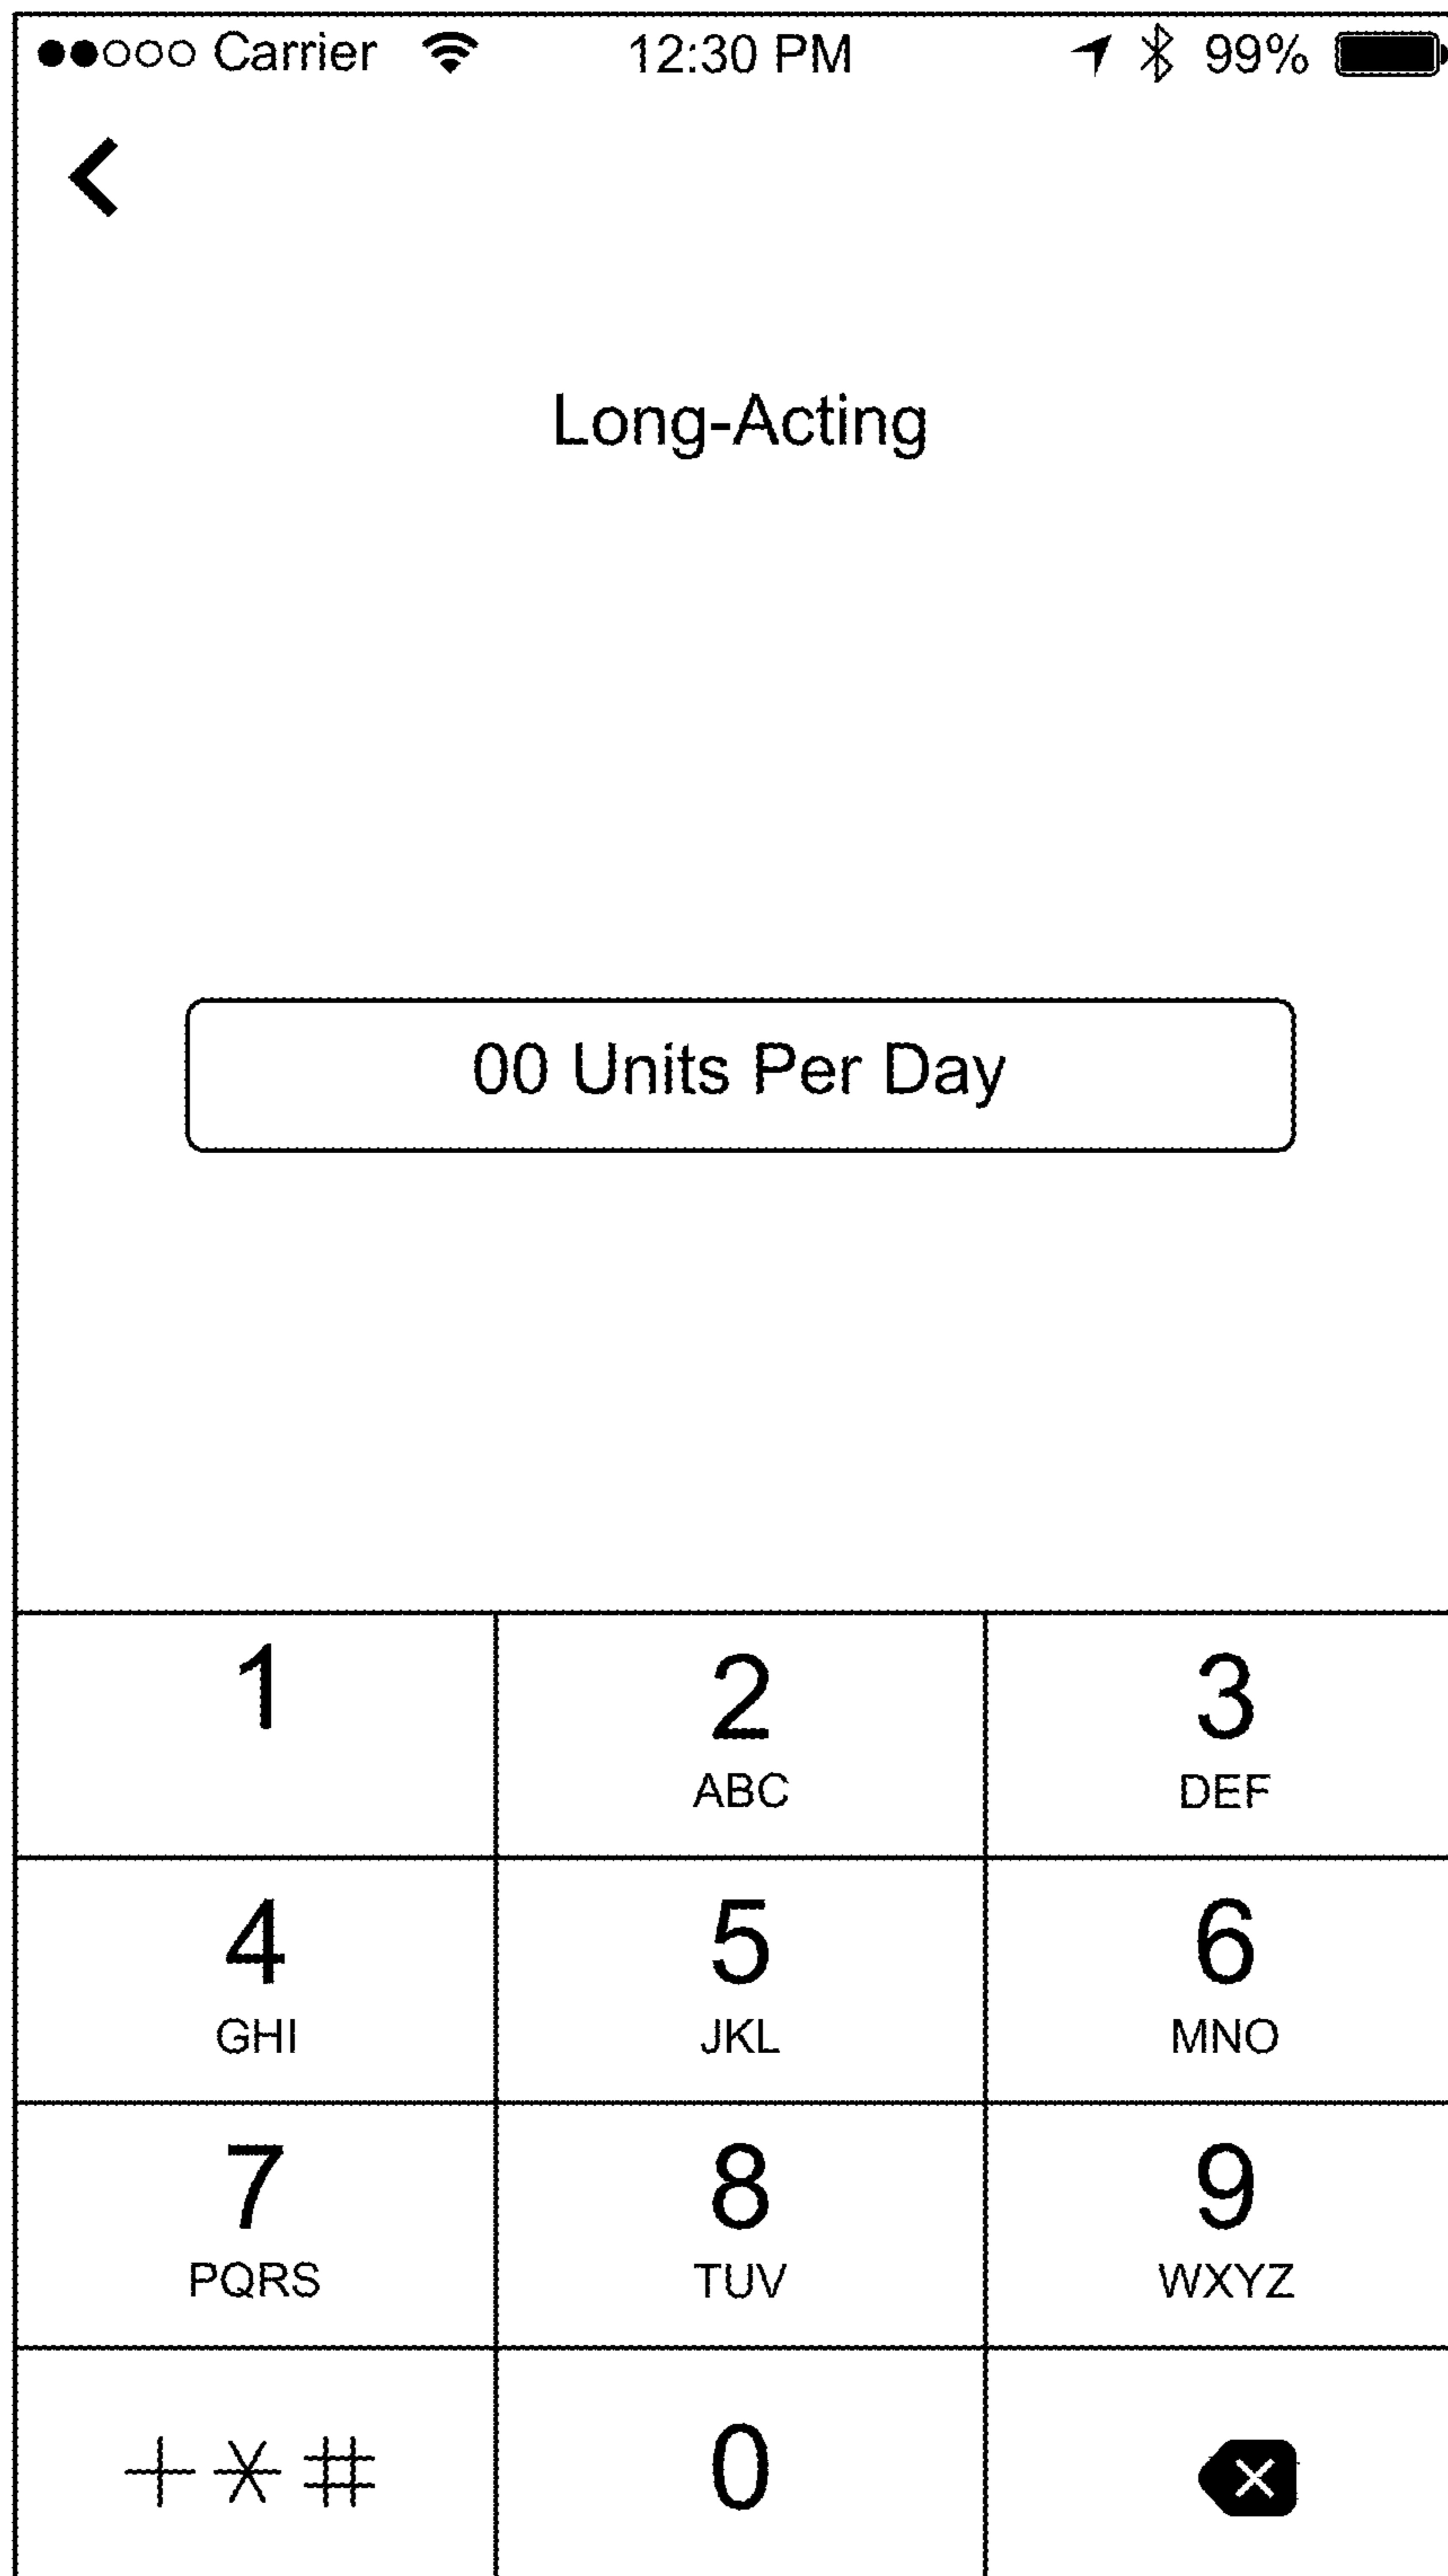 Carrier 12:30 PM 99%
Long-Acting
00 Units Per Day
1 2 3
ABC DEF
4 5 6
GHI JKL MNO
7 8 9
PQRS TUV WXYZ
+*# 0